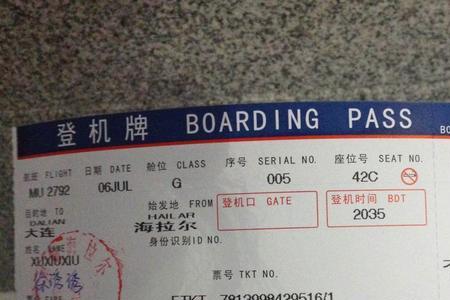 登机牌 BOARDING PASS
航班 FLIGHT 日期 DATE 舱位 CLASS 序号 SERIAL NO. 座位号 SEAT NO.
MU 2792 06JUL G 005 42C
目的地 TO 始发地 FROM 登机口 GATE 登机时间 BDT
DALIAN HAILAR 2035
大连 海拉尔
姓名 NAME 身份识别ID NO.
XUXIUXIU
票号 TKT NO.
ETKT 7813998439516/1